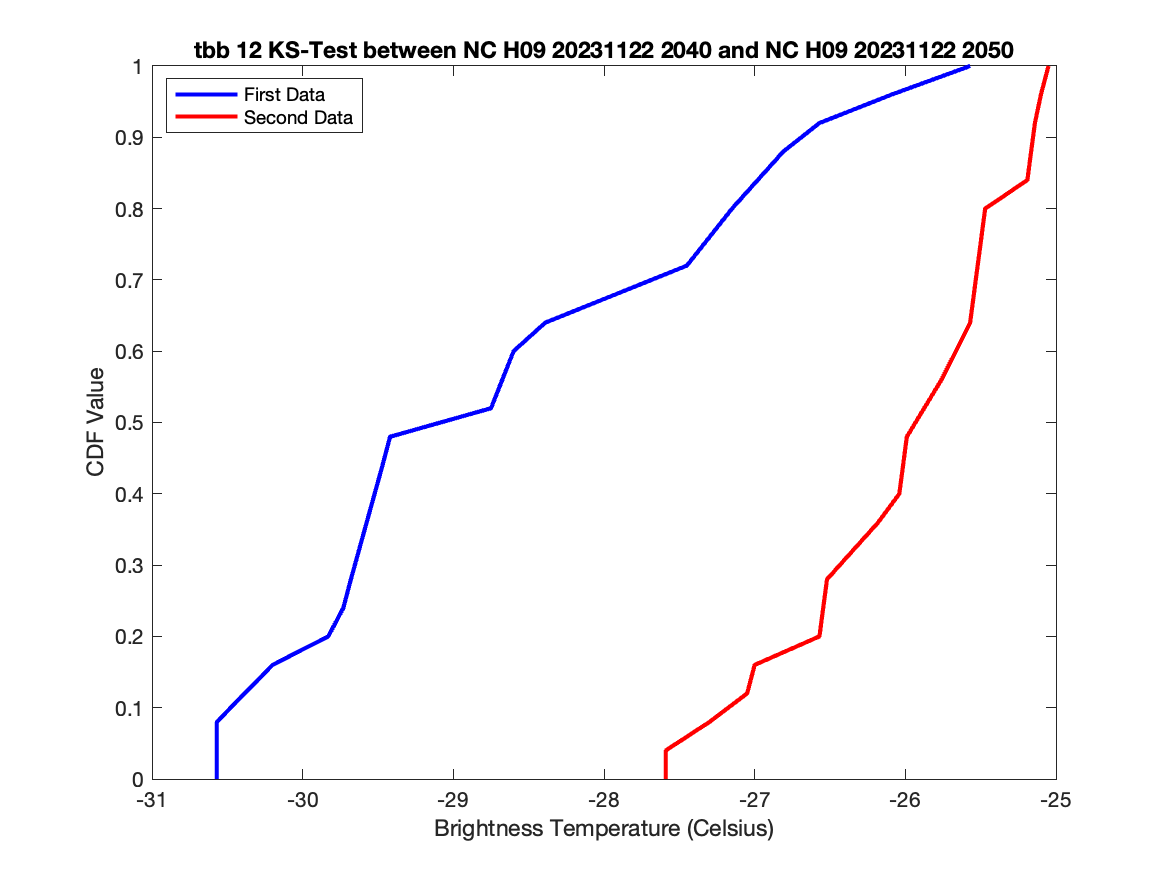 tbb 12 KS-Test between NC H09 20231122 2040 and NC H09 20231122 2050
First Data
Second Data
1
0.9
0.8
0.7
0.6
0.5
0.4
0.3
0.2
0.1
0
CDF Value
-31 -30 -29 -28 -27 -26 -25
Brightness Temperature (Celsius)